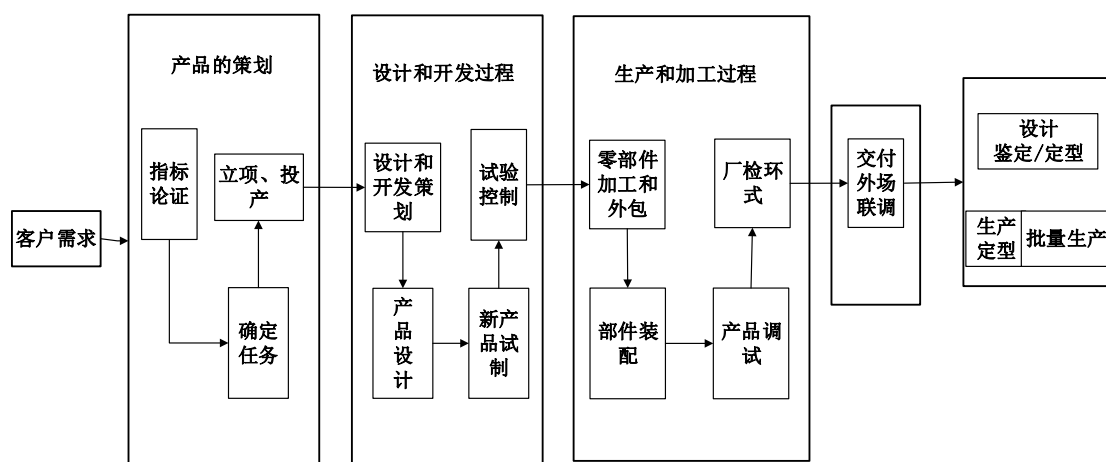 客户需求
产品的策划
指标
论证
确定
任务
立项、投
产
设计和开发过程
设计和
开发策
划
产
品
设
计
新产
品试
制
试验
控制
生产和加工过程
零部件
加工和
外包
部件装
配
产品调
试
厂检环
式
交付
外场
联调
设计
鉴定/定型
生产
定型
批量生产